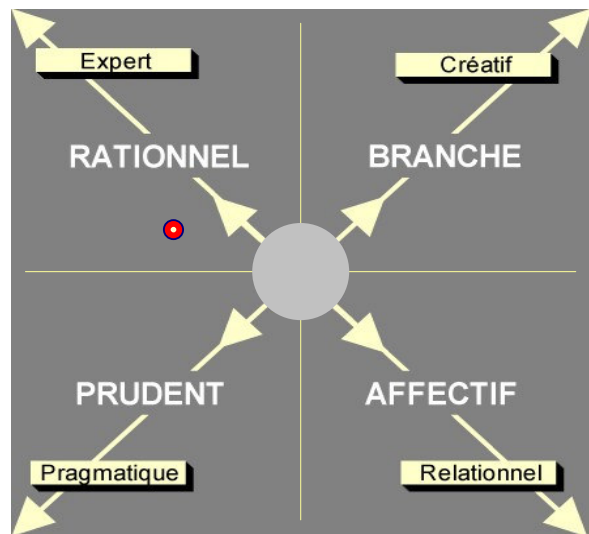 Expert
Créatif
RATIONNEL
BRANCHE
PRUDENT
AFFECTIF
Pragmatique
Relationnel